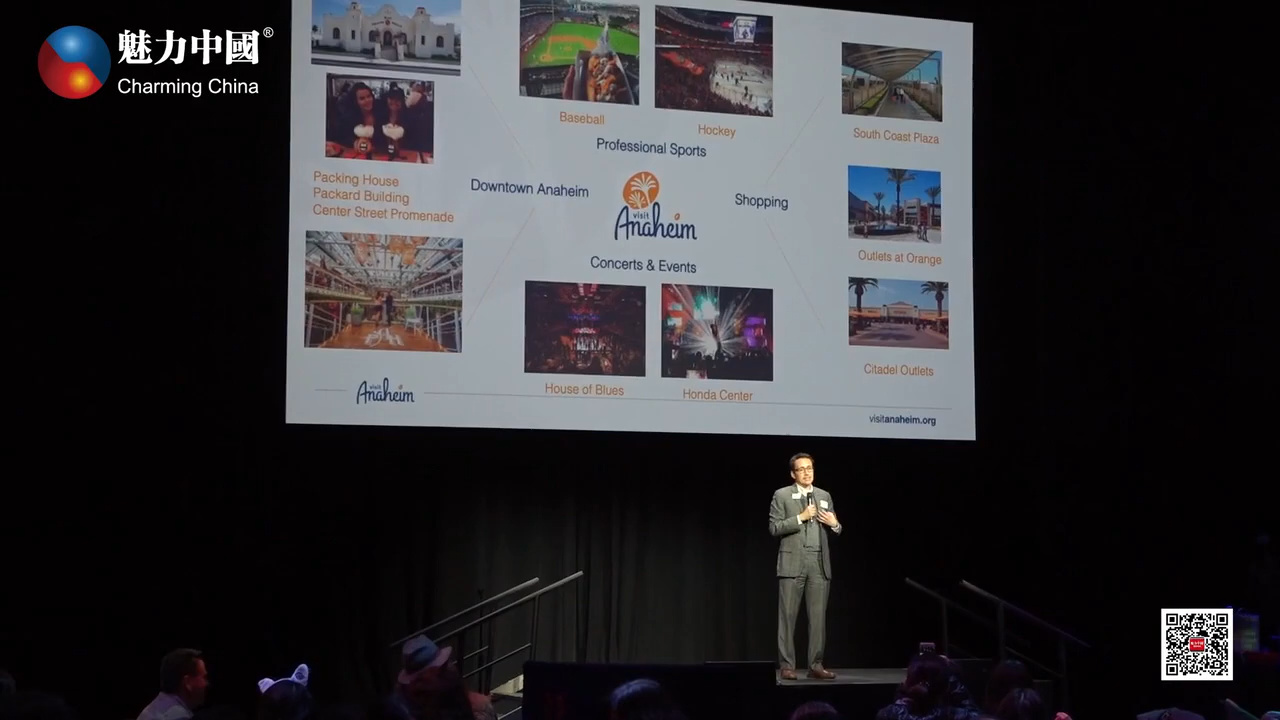 魅力中國®
Charming China
Baseball
Hockey
South Coast Plaza
Professional Sports
Packing House
Packard Building
Center Street Promenade
Downtown Anaheim
visit
Anaheim
Shopping
Outlets at Orange
Concerts & Events
House of Blues
Honda Center
Citadel Outlets
visit
Anaheim
visitanaheim.org